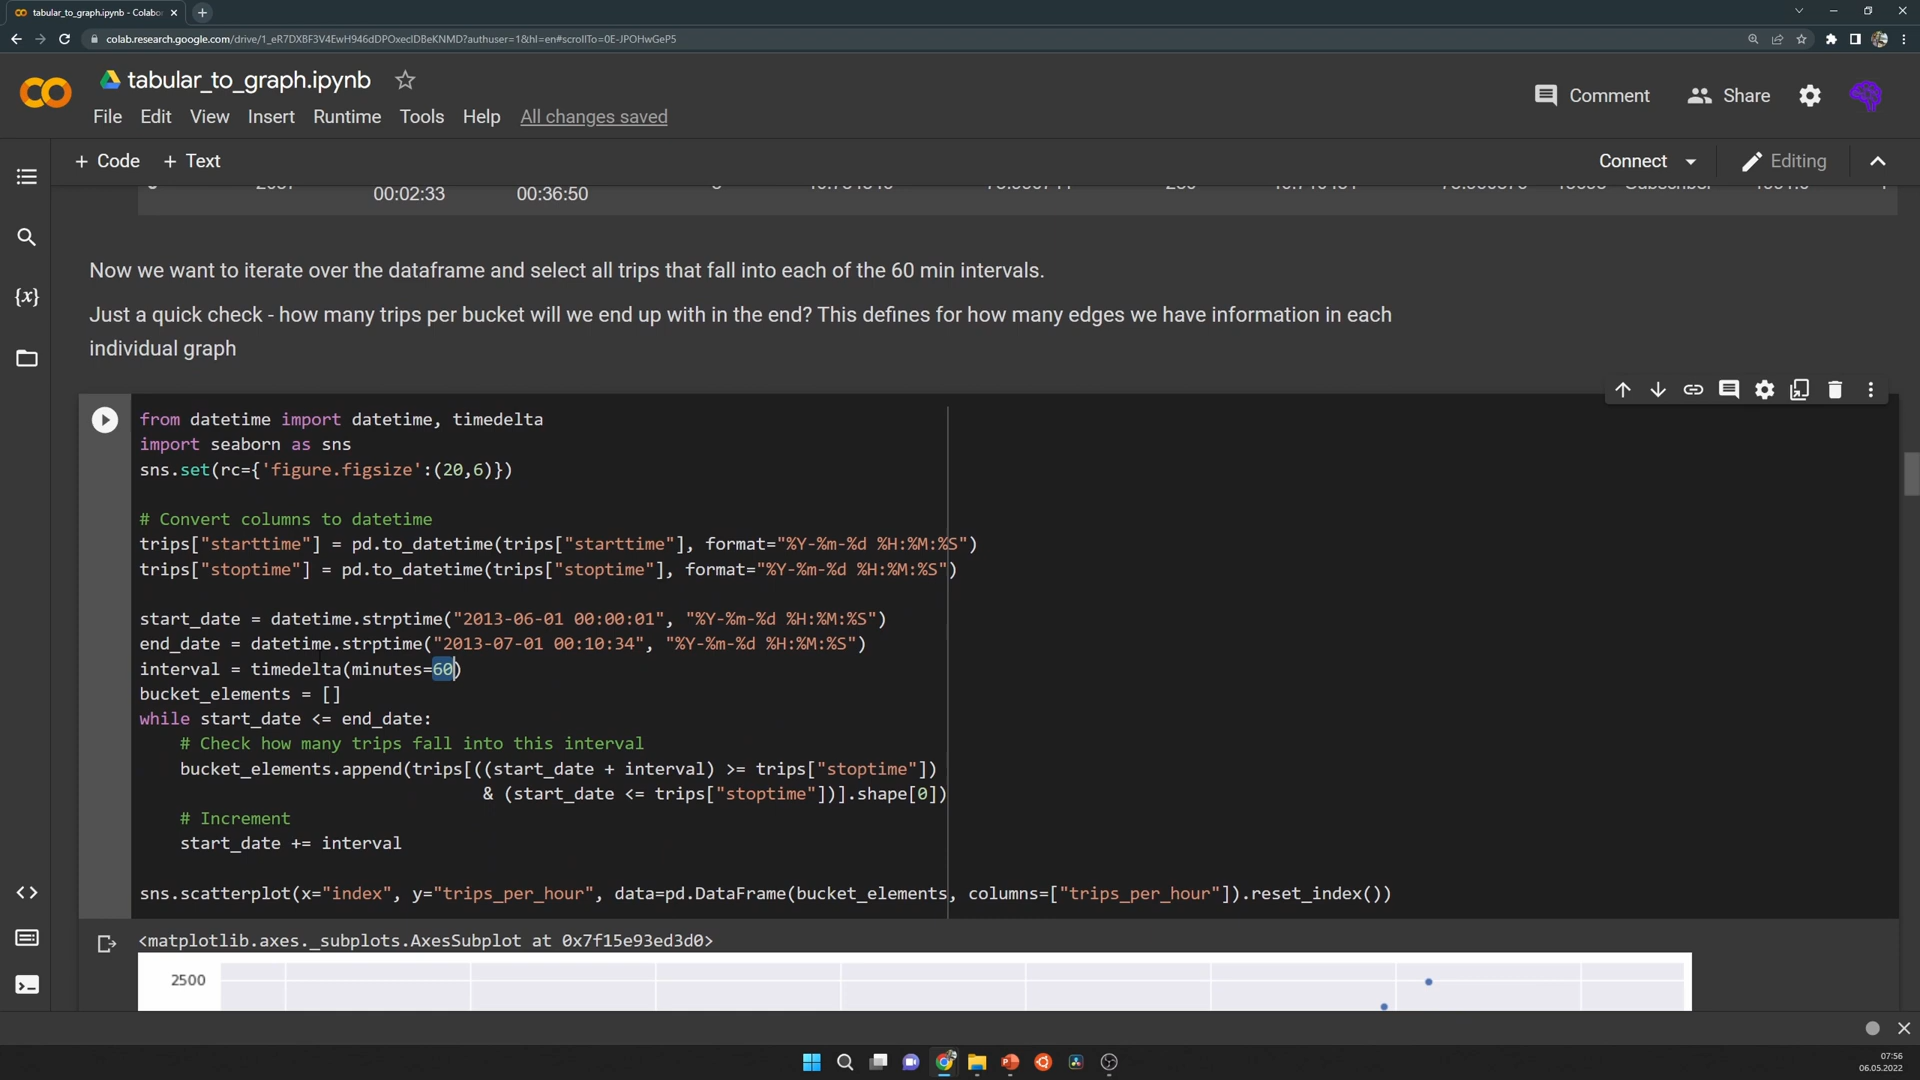 tabular_to_graph.ipynb - Colabo
colab.research.google.com/drive/1_eR7DXBF3V4EwH946dDPOxecIDBeKNMD?authuser=1&hl=en#scrollTo=0E-JPOHwGeP5
tabular_to_graph.ipynb
Comment
Share
File Edit View Insert Runtime Tools Help All changes saved
+ Code + Text
Connect
Editing
00:02:33 00:36:50
Now we want to iterate over the dataframe and select all trips that fall into each of the 60 min intervals.
Just a quick check - how many trips per bucket will we end up with in the end? This defines for how many edges we have information in each
individual graph
from datetime import datetime, timedelta
import seaborn as sns
sns.set(rc={'figure.figsize':(20,6)})
# Convert columns to datetime
trips["starttime"] = pd.to_datetime(trips["starttime"], format="%Y-%m-%d %H:%M:%S")
trips["stoptime"] = pd.to_datetime(trips["stoptime"], format="%Y-%m-%d %H:%M:%S")
start_date = datetime.strptime("2013-06-01 00:00:01", "%Y-%m-%d %H:%M:%S")
end_date = datetime.strptime("2013-07-01 00:10:34", "%Y-%m-%d %H:%M:%S")
interval = timedelta(minutes=60)
bucket_elements = []
while start_date <= end_date:
# Check how many trips fall into this interval
bucket_elements.append(trips[((start_date + interval) >= trips["stoptime"])
& (start_date <= trips["stoptime"])].shape[0])
# Increment
start_date += interval
sns.scatterplot(x="index", y="trips_per_hour", data=pd.DataFrame(bucket_elements, columns=["trips_per_hour"]).reset_index())
<matplotlib.axes._subplots.AxesSubplot at 0x7f15e93ed3d0>
2500
07:56
06.05.2022